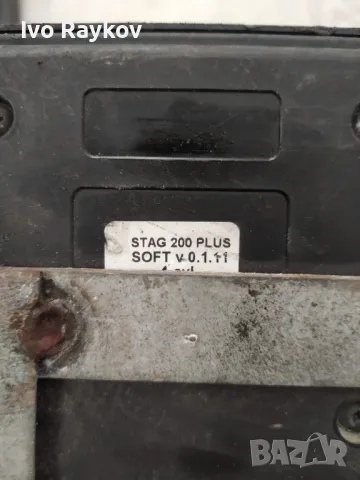 Ivo Raykov
STAG 200 PLUS
SOFT v 0.1.11
BAZAR